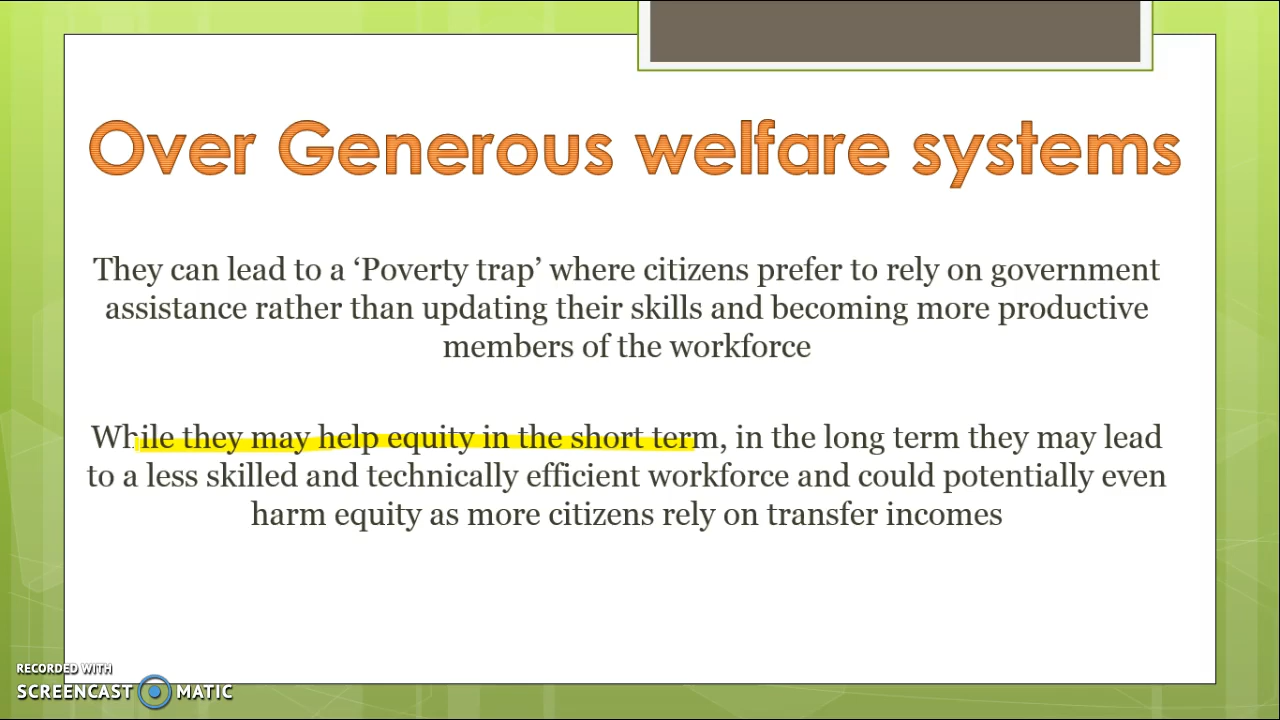 Over Generous welfare systems
They can lead to a ‘Poverty trap’ where citizens prefer to rely on government
assistance rather than updating their skills and becoming more productive
members of the workforce
While they may help equity in the short term, in the long term they may lead
to a less skilled and technically efficient workforce and could potentially even
harm equity as more citizens rely on transfer incomes
RECORDED WITH
SCREENCAST MATIC